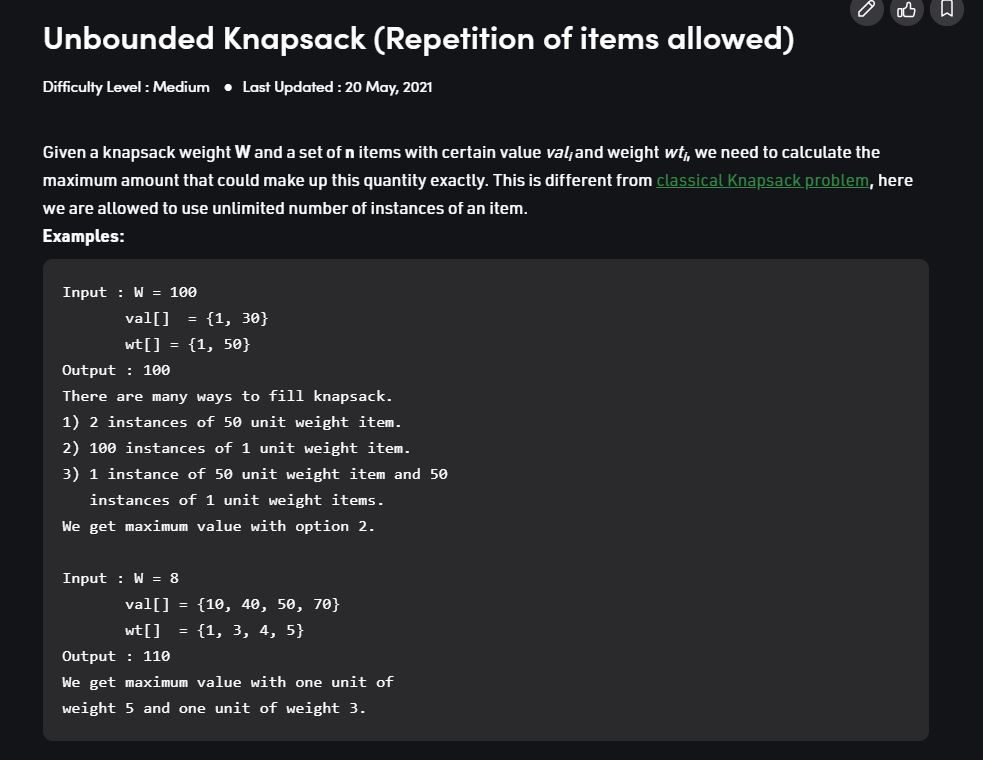 Unbounded Knapsack (Repetition of items allowed)
Difficulty Level : Medium ● Last Updated : 20 May, 2021
Given a knapsack weight W and a set of n items with certain value val_i and weight wt_i, we need to calculate the
maximum amount that could make up this quantity exactly. This is different from classical Knapsack problem, here
we are allowed to use unlimited number of instances of an item.
Examples:
Input : W = 100
       val[]  = {1, 30}
       wt[] = {1, 50}
Output : 100
There are many ways to fill knapsack.
1) 2 instances of 50 unit weight item.
2) 100 instances of 1 unit weight item.
3) 1 instance of 50 unit weight item and 50
   instances of 1 unit weight items.
We get maximum value with option 2.
Input : W = 8
       val[] = {10, 40, 50, 70}
       wt[]  = {1, 3, 4, 5}
Output : 110
We get maximum value with one unit of
weight 5 and one unit of weight 3.